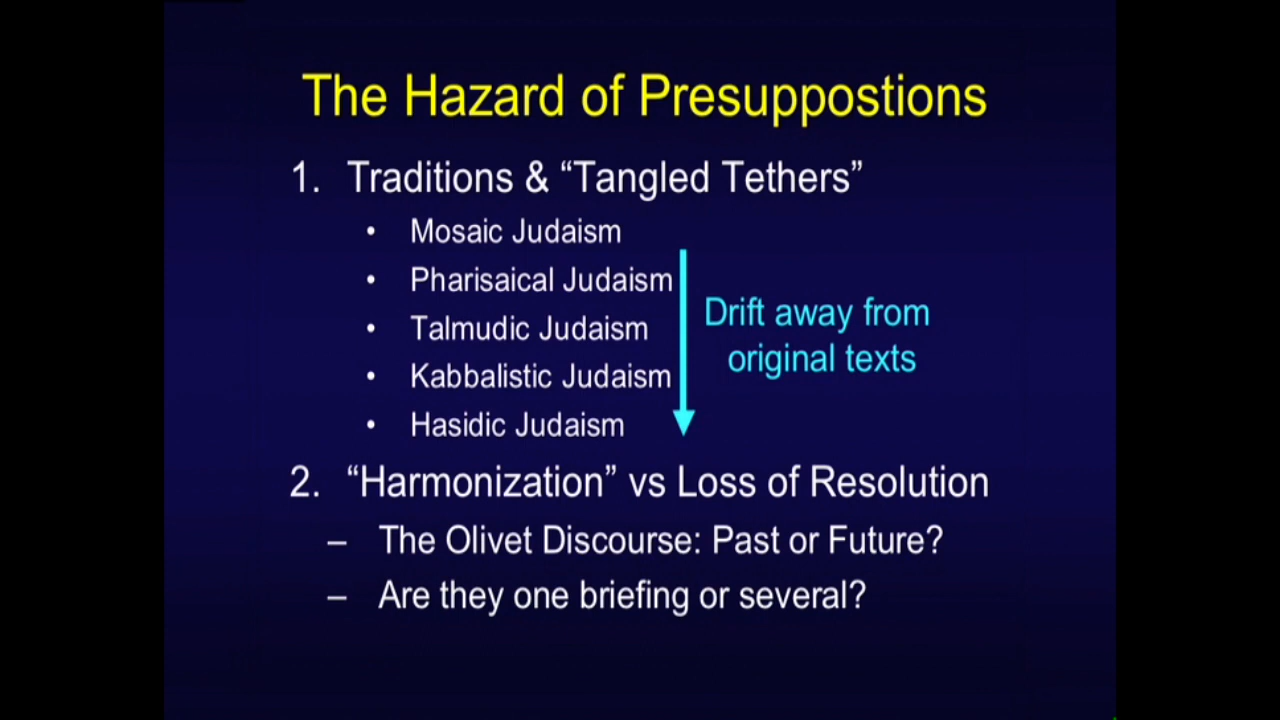 The Hazard of Presuppostions
1. Traditions & “Tangled Tethers”
• Mosaic Judaism
• Pharisaical Judaism
• Talmudic Judaism
• Kabbalistic Judaism
• Hasidic Judaism
Drift away from
original texts
2. “Harmonization” vs Loss of Resolution
– The Olivet Discourse: Past or Future?
– Are they one briefing or several?